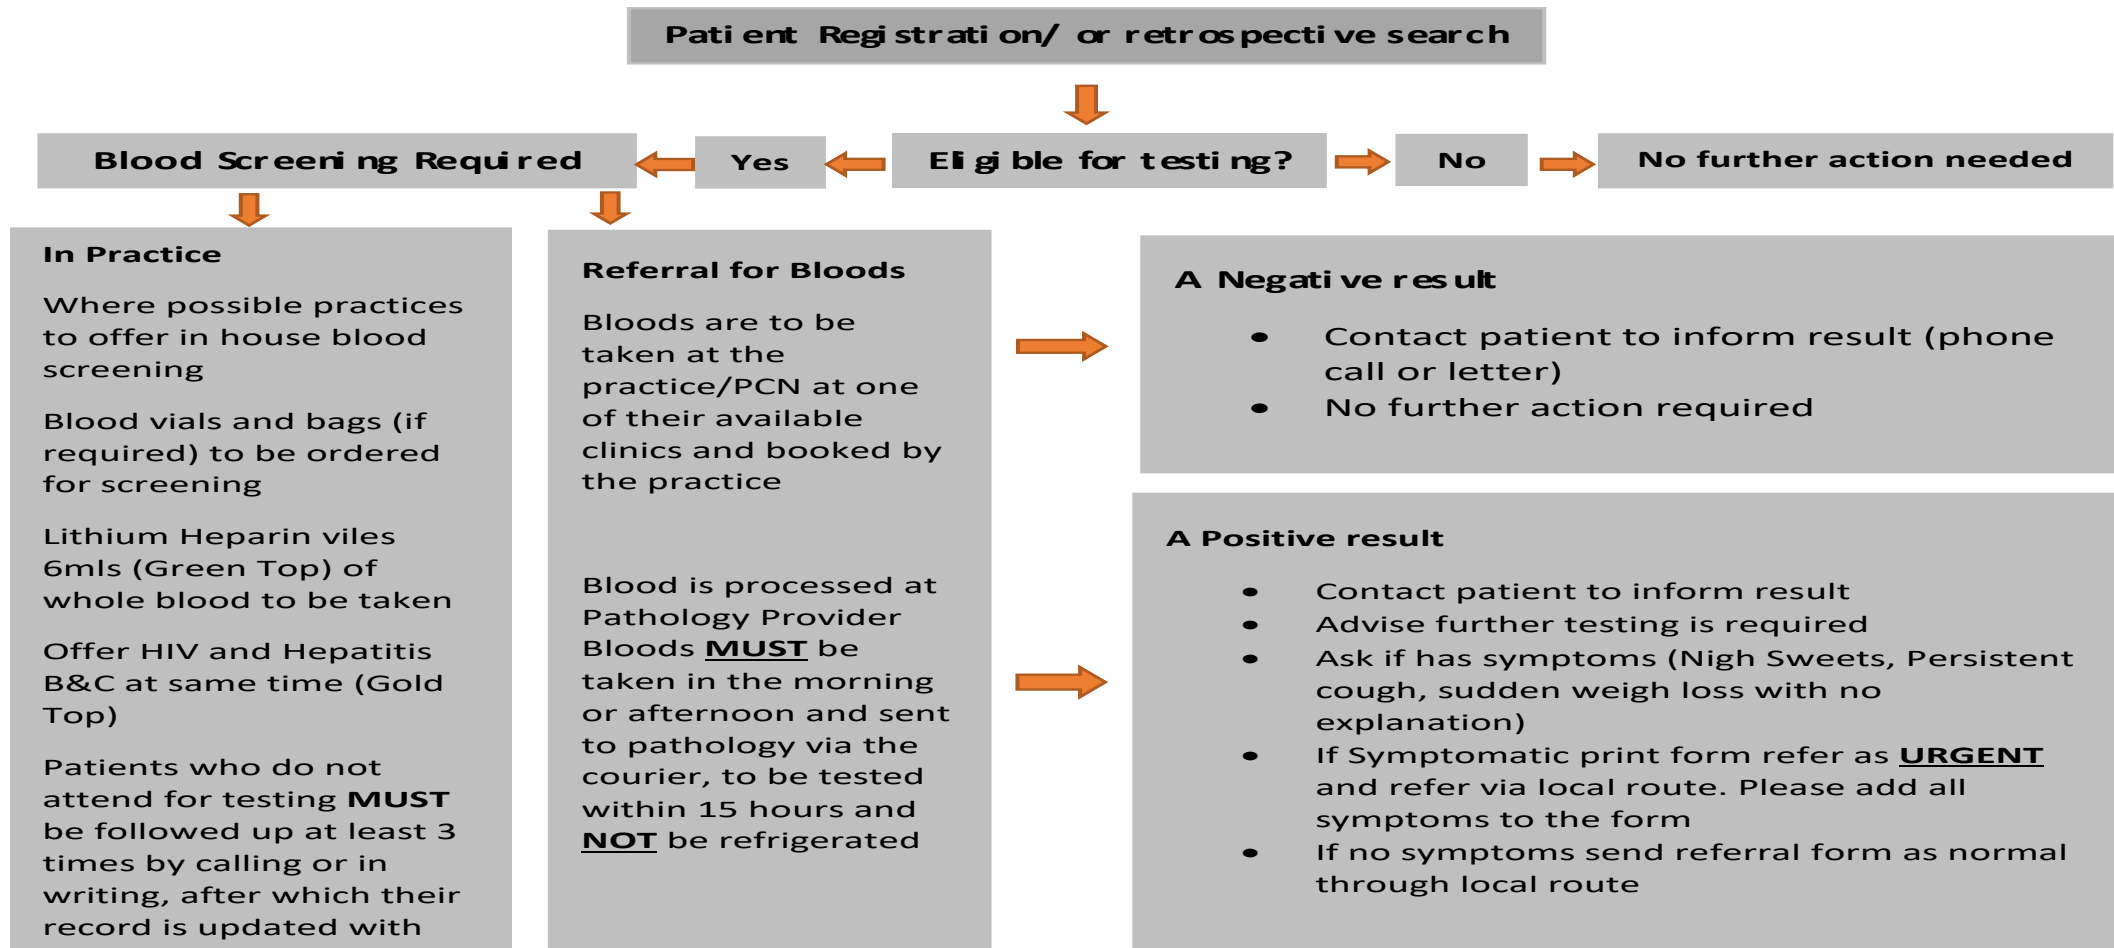 Patient Registration/ or retrospective search
Blood Screening Required
Yes
Eligible for testing?
No
No further action needed
In Practice
Where possible practices
to offer in house blood
screening
Blood vials and bags (if
required) to be ordered
for screening
Lithium Heparin viles
6mls (Green Top) of
whole blood to be taken
Offer HIV and Hepatitis
B&C at same time (Gold
Top)
Patients who do not
attend for testing MUST
be followed up at least 3
times by calling or in
writing, after which their
record is updated with
Referral for Bloods
Bloods are to be
taken at the
practice/PCN at one
of their available
clinics and booked by
the practice
Blood is processed at
Pathology Provider
Bloods MUST be
taken in the morning
or afternoon and sent
to pathology via the
courier, to be tested
within 15 hours and
NOT be refrigerated
A Negative result
• Contact patient to inform result (phone
call or letter)
• No further action required
A Positive result
• Contact patient to inform result
• Advise further testing is required
• Ask if has symptoms (Nigh Sweets, Persistent
cough, sudden weigh loss with no
explanation)
• If Symptomatic print form refer as URGENT
and refer via local route. Please add all
symptoms to the form
• If no symptoms send referral form as normal
through local route